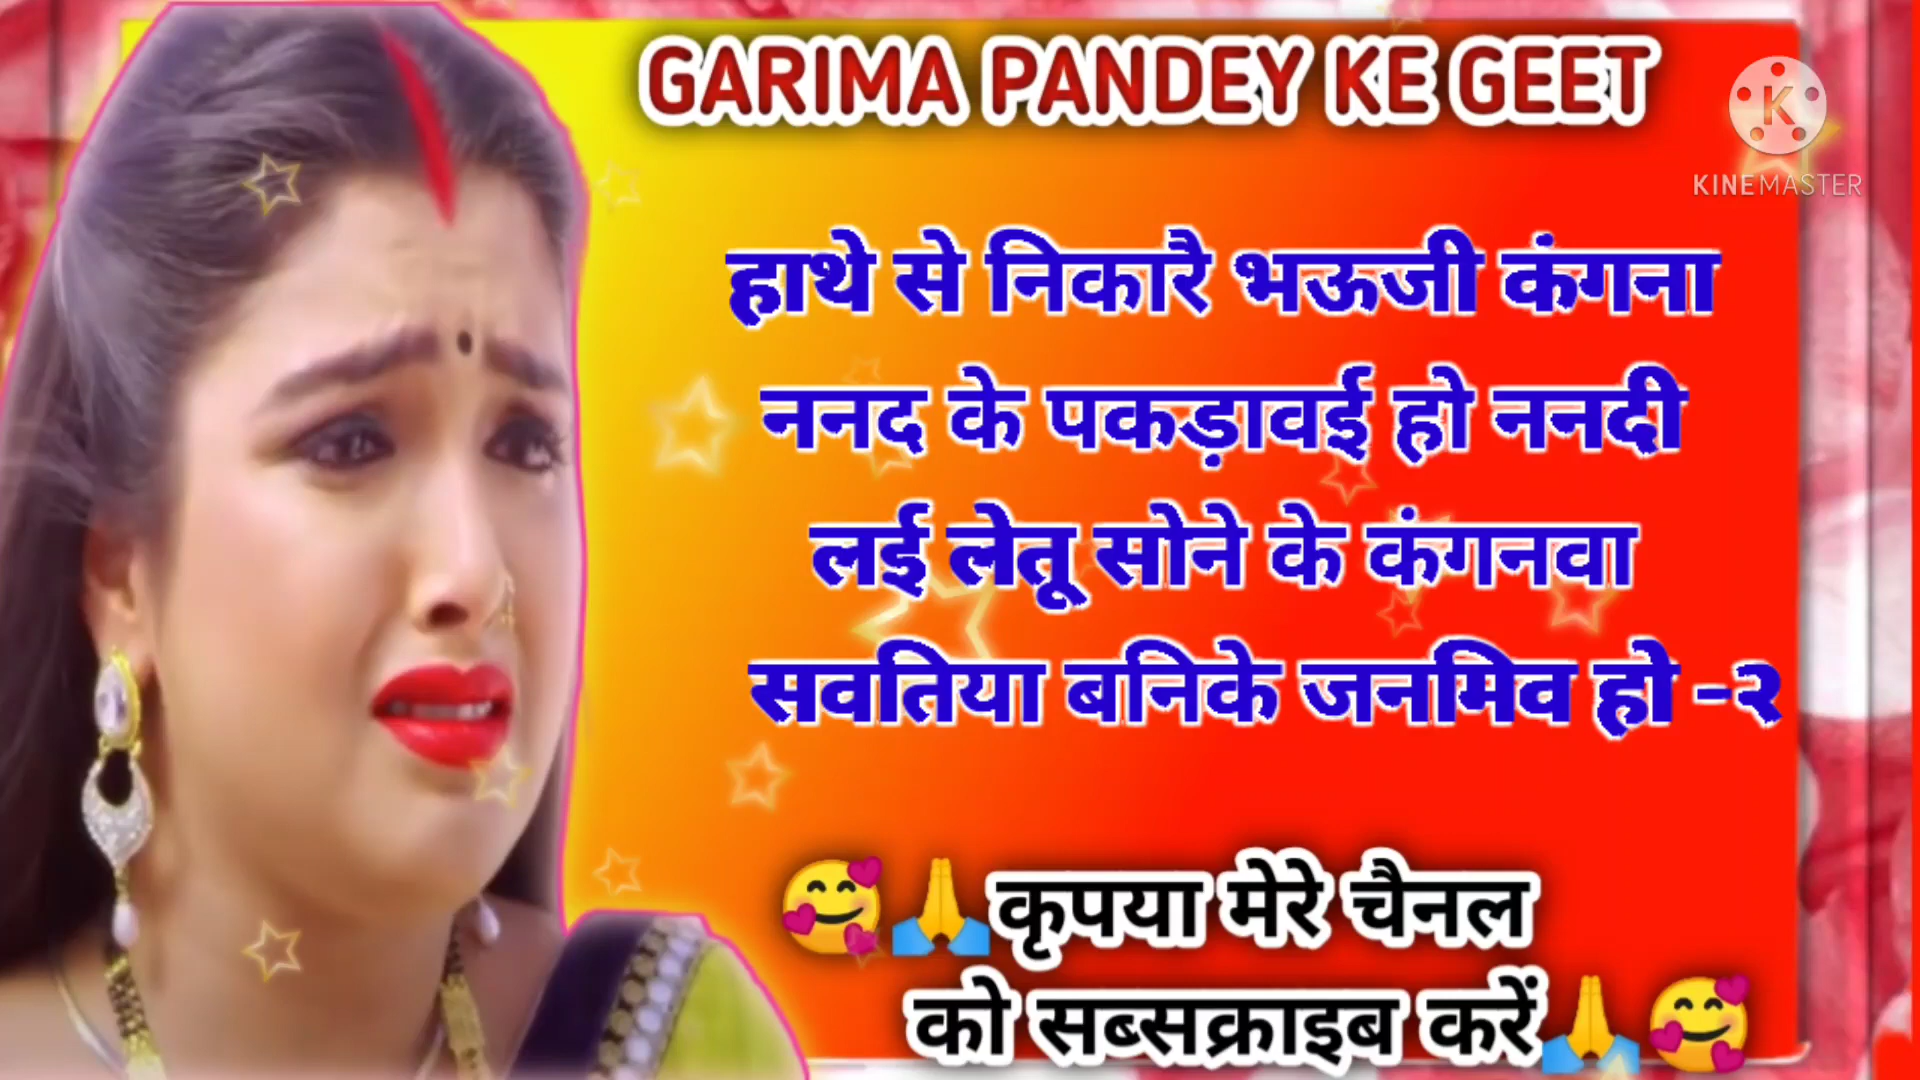 GARIMA PANDEY KE GEET
K
KINEMASTER
हाथे से निकारै भऊजी कंगना
ननद के पकड़ावई हो ननदी
लई लेतू सोने के कंगनवा
सवतिया बनिके जनमिव हो -२
कृपया मेरे चैनल
को सब्सक्राइब करें